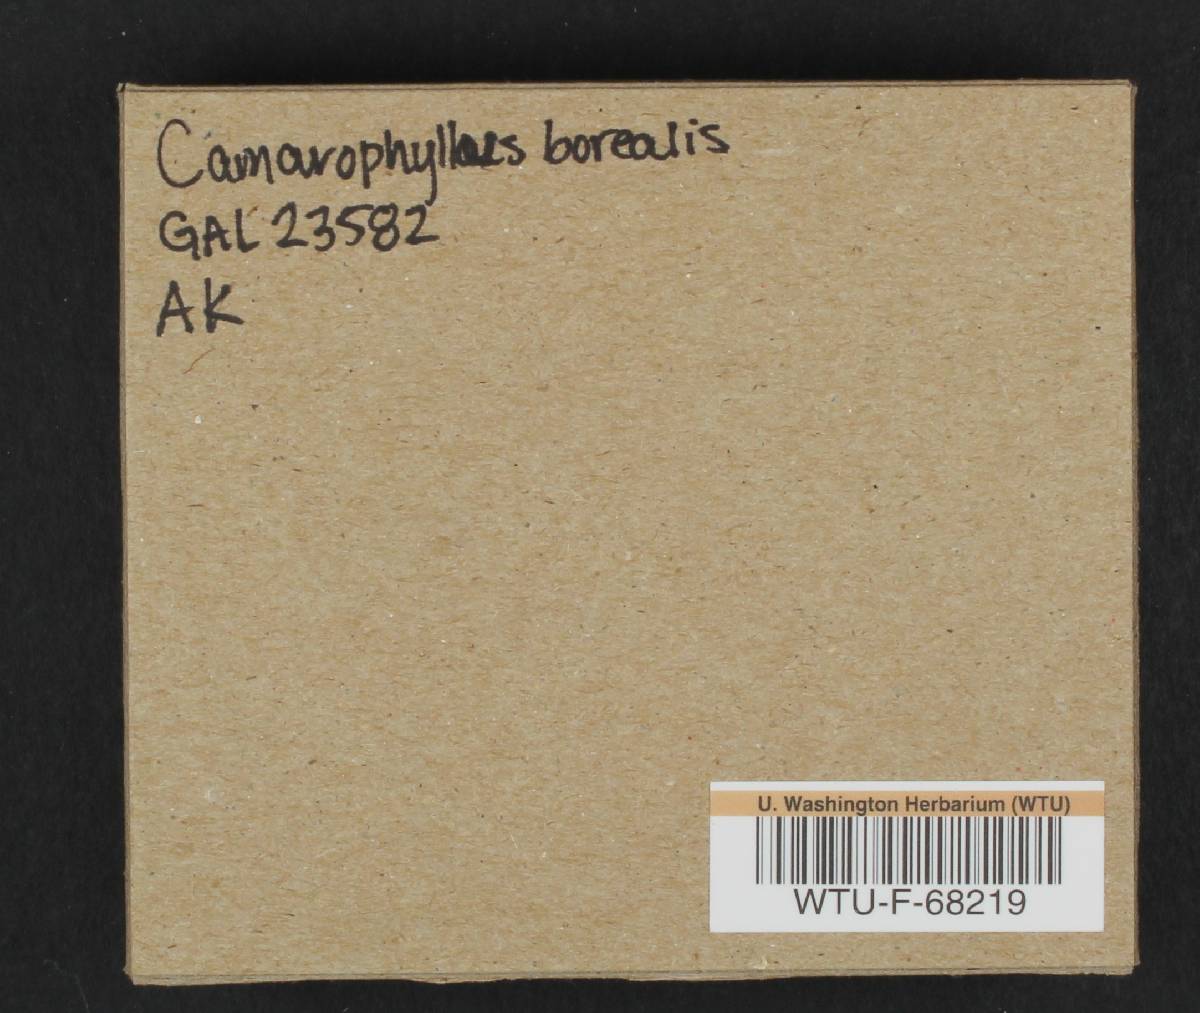 Camarophyllus borealis
GAL 23582
AK
U. Washington Herbarium (WTU)
WTU-F-68219